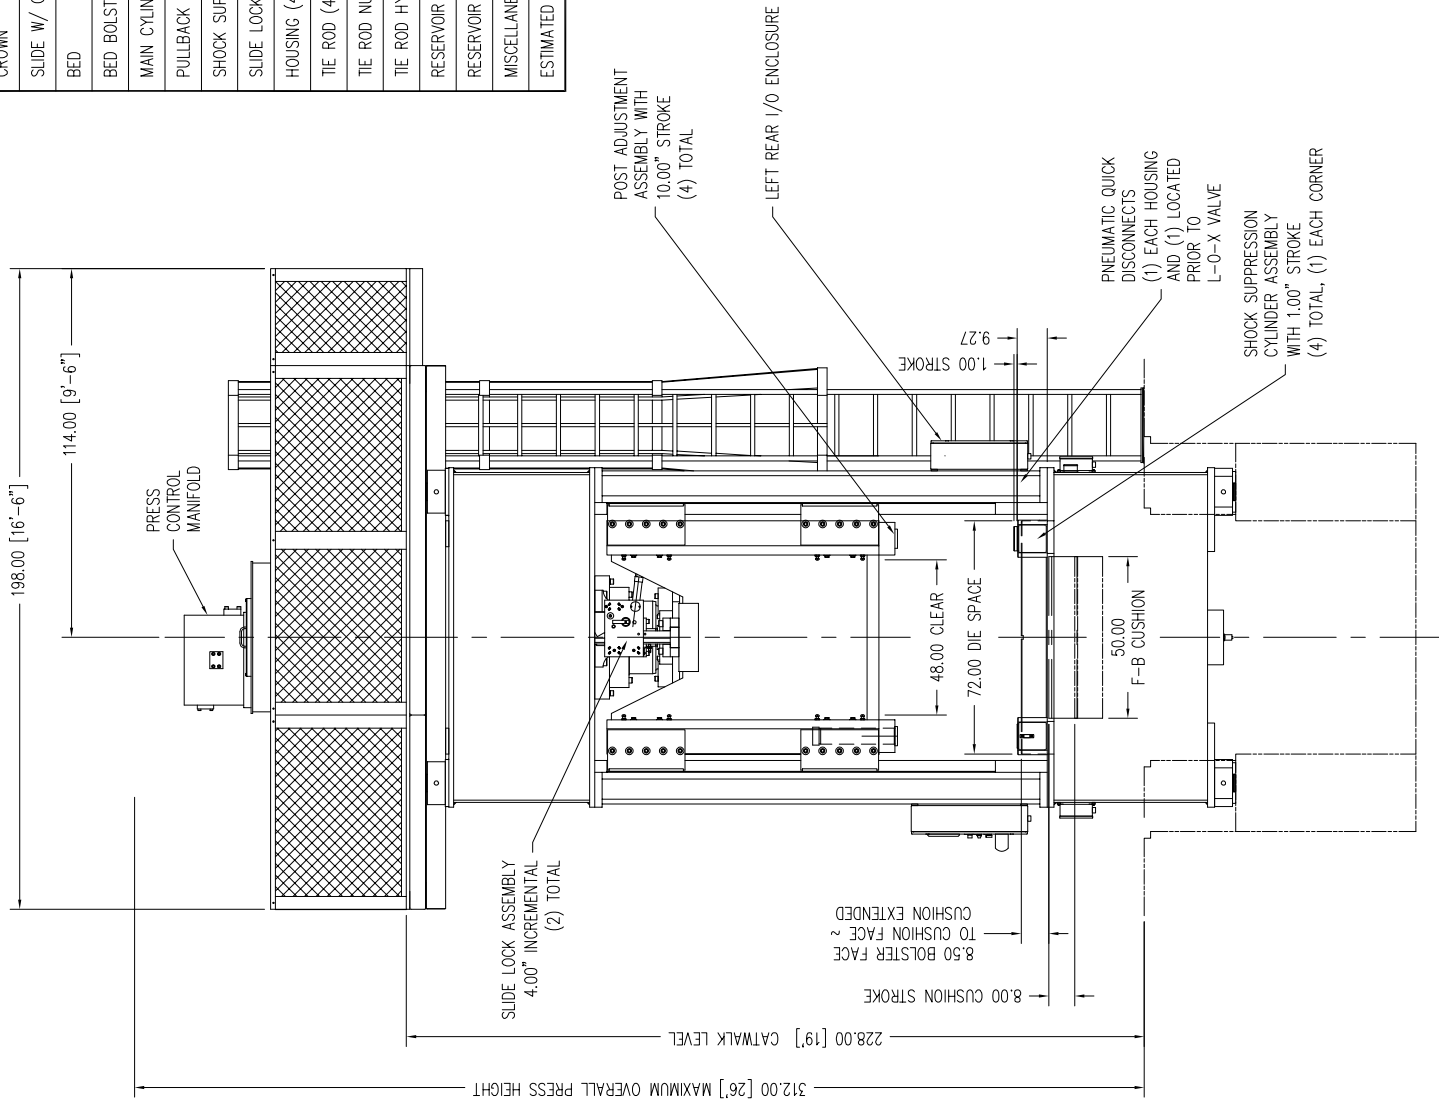 CROWN
SLIDE W/
BED
BED BOLST
MAIN CYLIN
PULLBACK
SHOCK SUP
SLIDE LOCK
HOUSING (4
TIE ROD (4
TIE ROD NU
TIE ROD HY
RESERVOIR
RESERVOIR
MISCELLANE
ESTIMATED
198.00 [16'-6"]
114.00 [9'-6"]
PRESS
CONTROL
MANIFOLD
POST ADJUSTMENT
ASSEMBLY WITH
10.00" STROKE
(4) TOTAL
LEFT REAR I/O ENCLOSURE
PNEUMATIC QUICK
DISCONNECTS
(1) EACH HOUSING
AND (1) LOCATED
PRIOR TO
L-O-X VALVE
SHOCK SUPPRESSION
CYLINDER ASSEMBLY
WITH 1.00" STROKE
(4) TOTAL, (1) EACH CORNER
9.27
1.00 STROKE
48.00 CLEAR
72.00 DIE SPACE
50.00
F-B CUSHION
SLIDE LOCK ASSEMBLY
4.00" INCREMENTAL
(2) TOTAL
8.50 BOLSTER FACE
TO CUSHION FACE ~
CUSHION EXTENDED
8.00 CUSHION STROKE
228.00 [19'] CATWALK LEVEL
312.00 [26'] MAXIMUM OVERALL PRESS HEIGHT